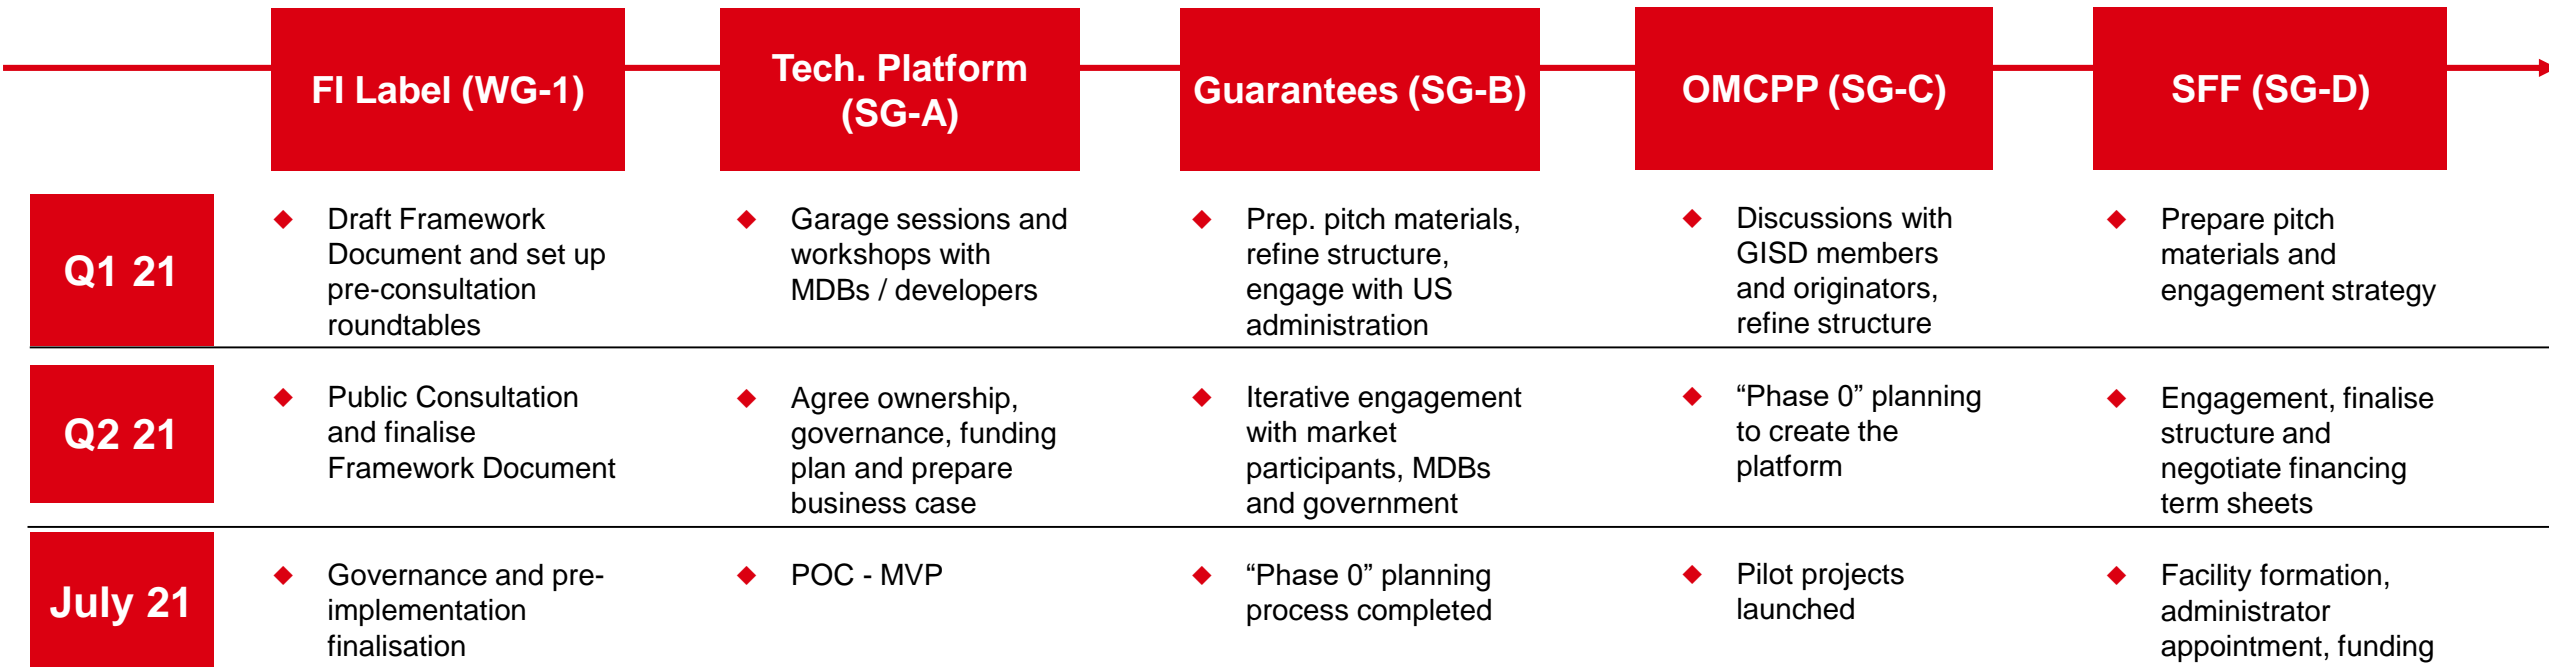 FI Label (WG-1)
Tech. Platform
(SG-A)
Guarantees (SG-B)
OMCPP (SG-C)
SFF (SG-D)
Q1 21
Draft Framework
Document and set up
pre-consultation
roundtables
Garage sessions and
workshops with
MDBs / developers
Prep. pitch materials,
refine structure,
engage with US
administration
Discussions with
GISD members
and originators,
refine structure
Prepare pitch
materials and
engagement strategy
Q2 21
Public Consultation
and finalise
Framework Document
Agree ownership,
governance, funding
plan and prepare
business case
Iterative engagement
with market
participants, MDBs
and government
“Phase 0” planning
to create the
platform
Engagement, finalise
structure and
negotiate financing
term sheets
July 21
Governance and pre-
implementation
finalisation
POC - MVP
“Phase 0” planning
process completed
Pilot projects
launched
Facility formation,
administrator
appointment, funding